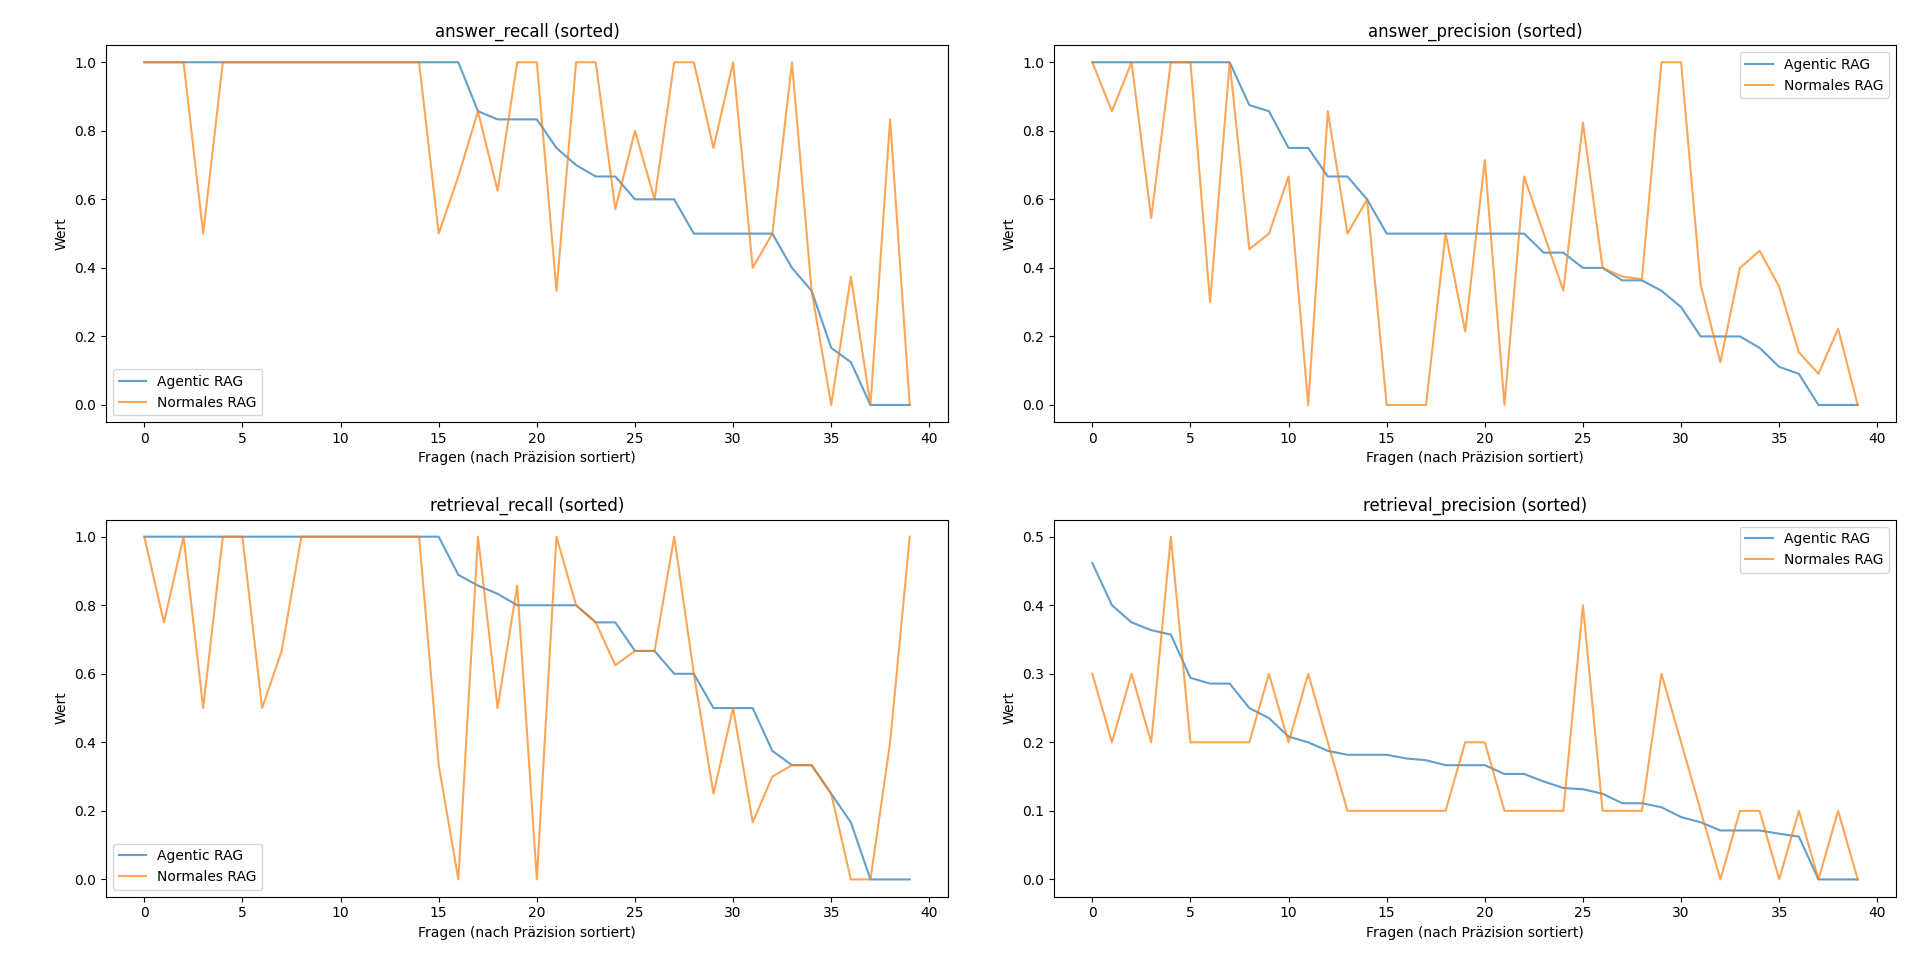 answer_recall (sorted)
Wert
1.0
0.8
0.6
0.4
0.2
0.0
Agentic RAG
Normales RAG
0 5 10 15 20 25 30 35 40
Fragen (nach Präzision sortiert)
answer_precision (sorted)
Wert
1.0
0.8
0.6
0.4
0.2
0.0
Agentic RAG
Normales RAG
0 5 10 15 20 25 30 35 40
Fragen (nach Präzision sortiert)
retrieval_recall (sorted)
Wert
1.0
0.8
0.6
0.4
0.2
0.0
Agentic RAG
Normales RAG
0 5 10 15 20 25 30 35 40
Fragen (nach Präzision sortiert)
retrieval_precision (sorted)
Wert
0.5
0.4
0.3
0.2
0.1
0.0
Agentic RAG
Normales RAG
0 5 10 15 20 25 30 35 40
Fragen (nach Präzision sortiert)